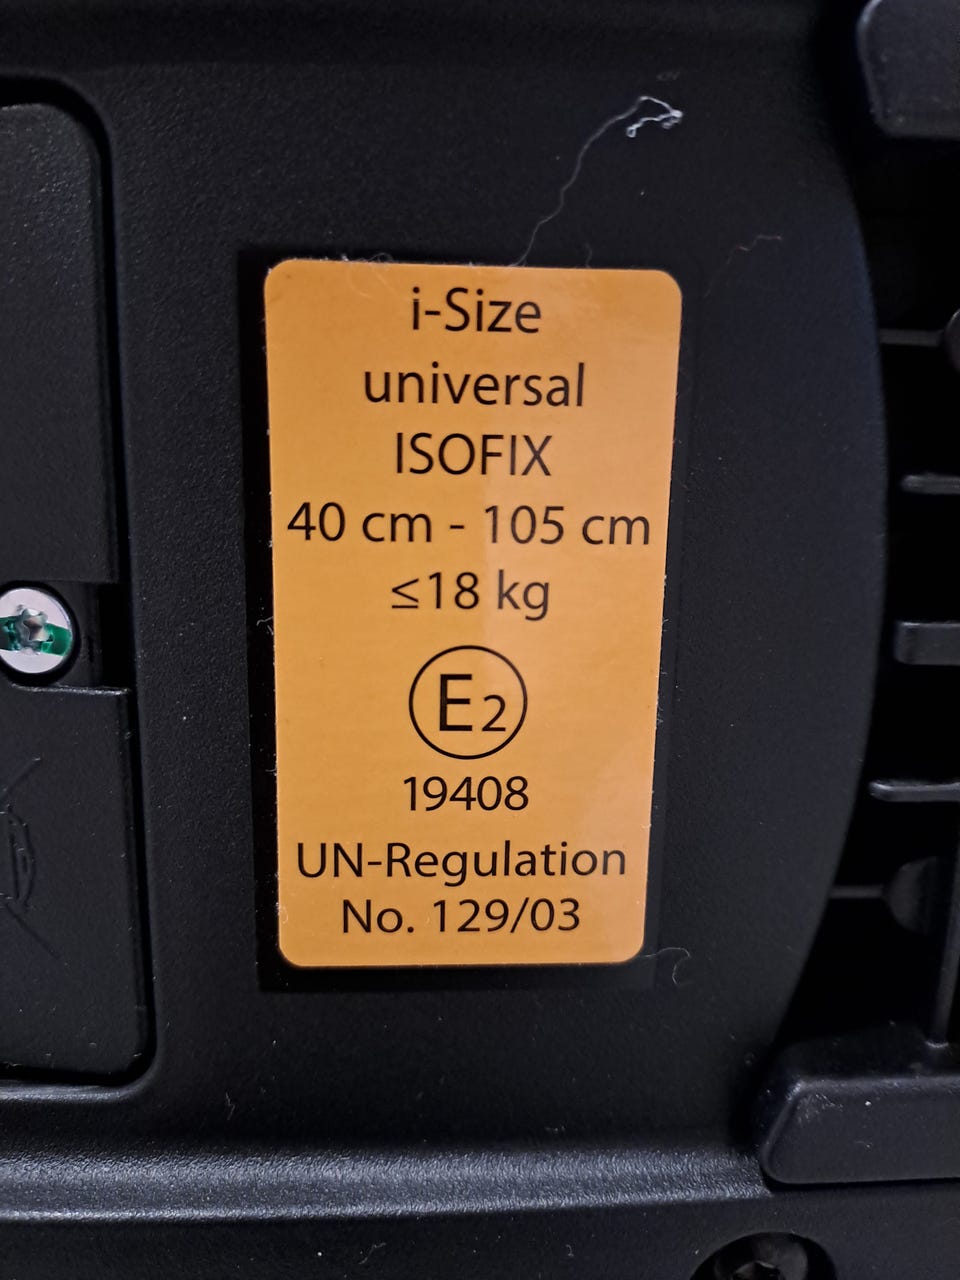 i-Size
universal
ISOFIX
40 cm - 105 cm
≤18 kg
E2
19408
UN-Regulation
No. 129/03